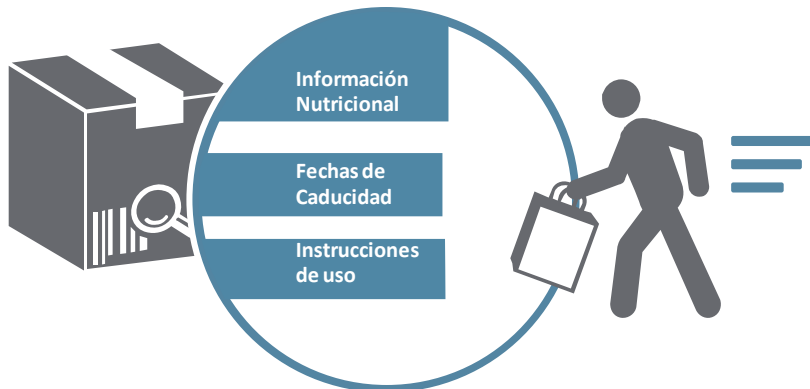 Información
Nutricional
Fechas de
Caducidad
Instrucciones
de uso